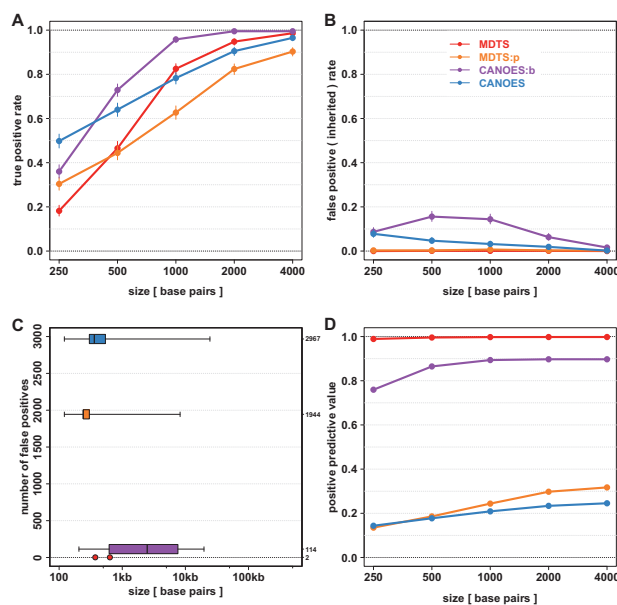 A
1.0
0.8
0.6
0.4
0.2
0.0
true positive rate
250 500 1000 2000 4000
size [ base pairs ]
B
1.0
0.8
0.6
0.4
0.2
0.0
false positive ( inherited ) rate
MDTS
MDTS:p
CANOES:b
CANOES
250 500 1000 2000 4000
size [ base pairs ]
C
3000
2500
2000
1500
1000
500
0
number of false positives
2967
1944
114
2
100 1kb 10kb 100kb
size [ base pairs ]
D
1.0
0.8
0.6
0.4
0.2
0.0
positive predictive value
250 500 1000 2000 4000
size [ base pairs ]